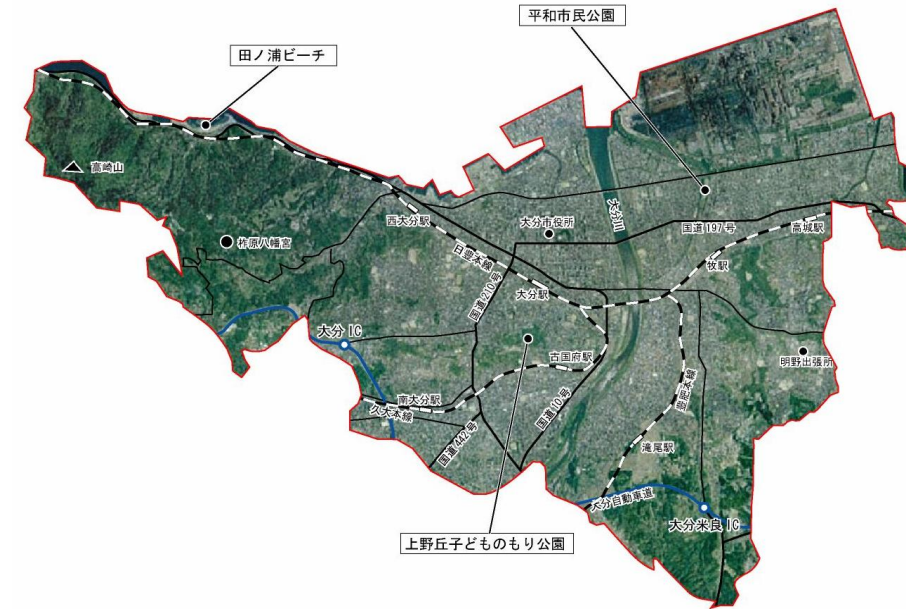 平和市民公園
田ノ浦ビーチ
高崎山
柞原八幡宮
西大分駅
大分市役所
大分川
国道197号
高城駅
日豊本線
牧駅
国道210号
大分駅
大分IC
古国府駅
明野出張所
南大分駅
久大本線
国道442号
国道10号
豊肥本線
滝尾駅
大分自動車道
大分米良IC
上野丘子どものもり公園